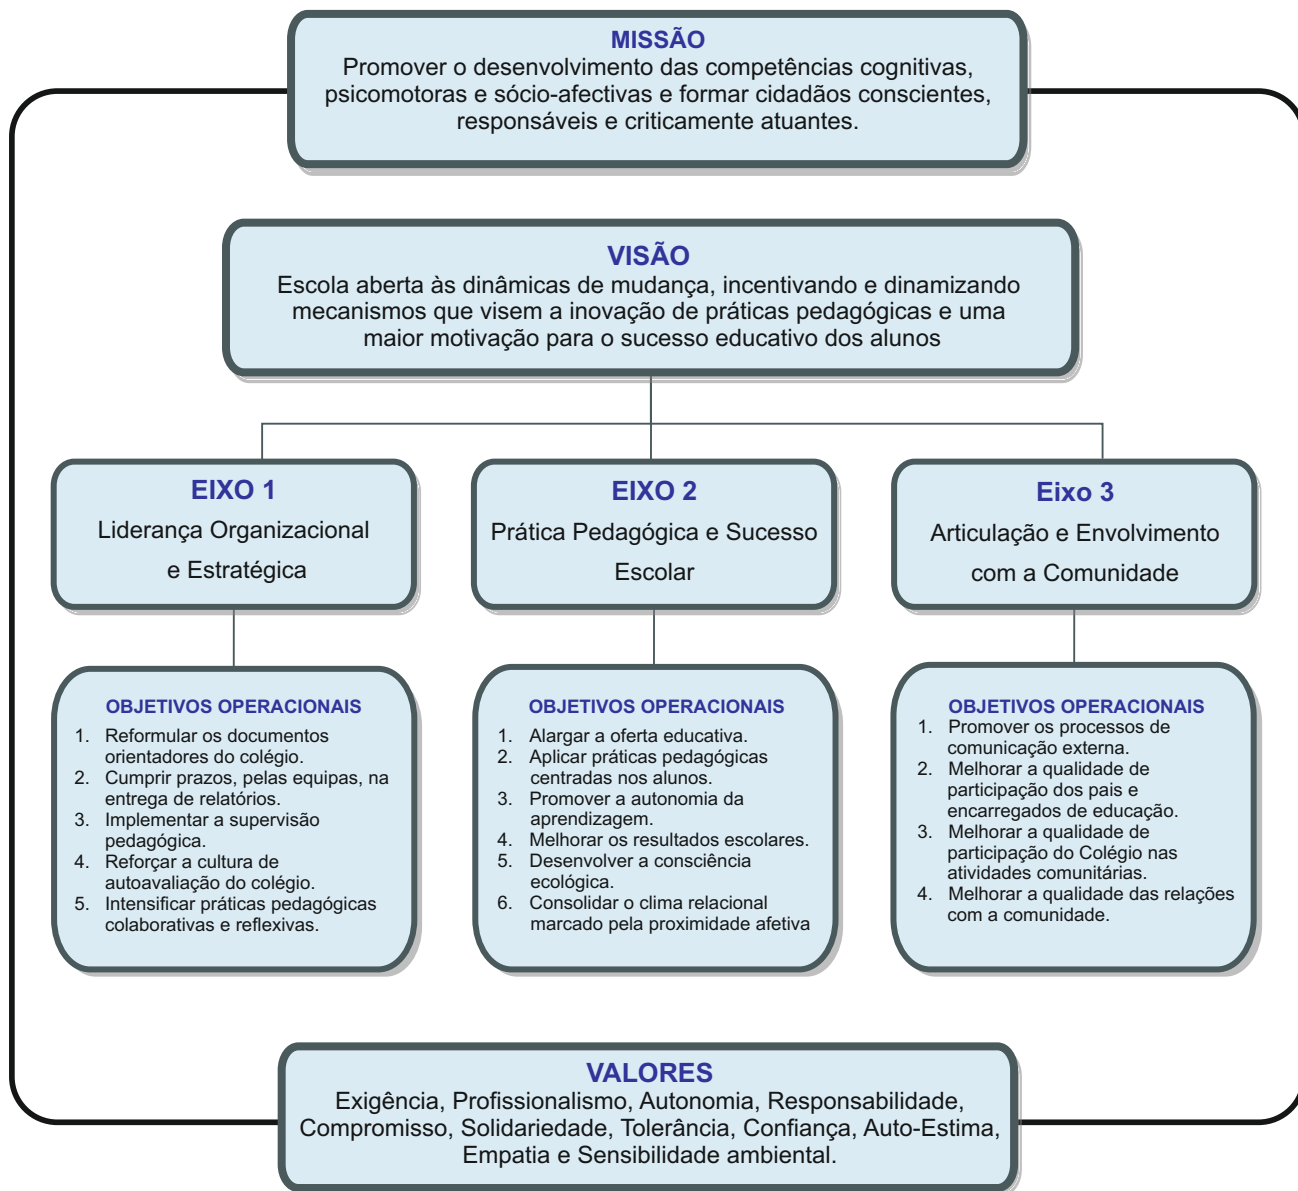 MISSÃO
Promover o desenvolvimento das competências cognitivas,
psicomotoras e sócio-afectivas e formar cidadãos conscientes,
responsáveis e criticamente atuantes.
VISÃO
Escola aberta às dinâmicas de mudança, incentivando e dinamizando
mecanismos que visem a inovação de práticas pedagógicas e uma
maior motivação para o sucesso educativo dos alunos
EIXO 1
Liderança Organizacional
e Estratégica
EIXO 2
Prática Pedagógica e Sucesso
Escolar
Eixo 3
Articulação e Envolvimento
com a Comunidade
OBJETIVOS OPERACIONAIS
1. Reformular os documentos
orientadores do colégio.
2. Cumprir prazos, pelas equipas, na
entrega de relatórios.
3. Implementar a supervisão
pedagógica.
4. Reforçar a cultura de
autoavaliação do colégio.
5. Intensificar práticas pedagógicas
colaborativas e reflexivas.
OBJETIVOS OPERACIONAIS
1. Alargar a oferta educativa.
2. Aplicar práticas pedagógicas
centradas nos alunos.
3. Promover a autonomia da
aprendizagem.
4. Melhorar os resultados escolares.
5. Desenvolver a consciência
ecológica.
6. Consolidar o clima relacional
marcado pela proximidade afetiva
OBJETIVOS OPERACIONAIS
1. Promover os processos de
comunicação externa.
2. Melhorar a qualidade de
participação dos pais e
encarregados de educação.
3. Melhorar a qualidade de
participação do Colégio nas
atividades comunitárias.
4. Melhorar a qualidade das relações
com a comunidade.
VALORES
Exigência, Profissionalismo, Autonomia, Responsabilidade,
Compromisso, Solidariedade, Tolerância, Confiança, Auto-Estima,
Empatia e Sensibilidade ambiental.